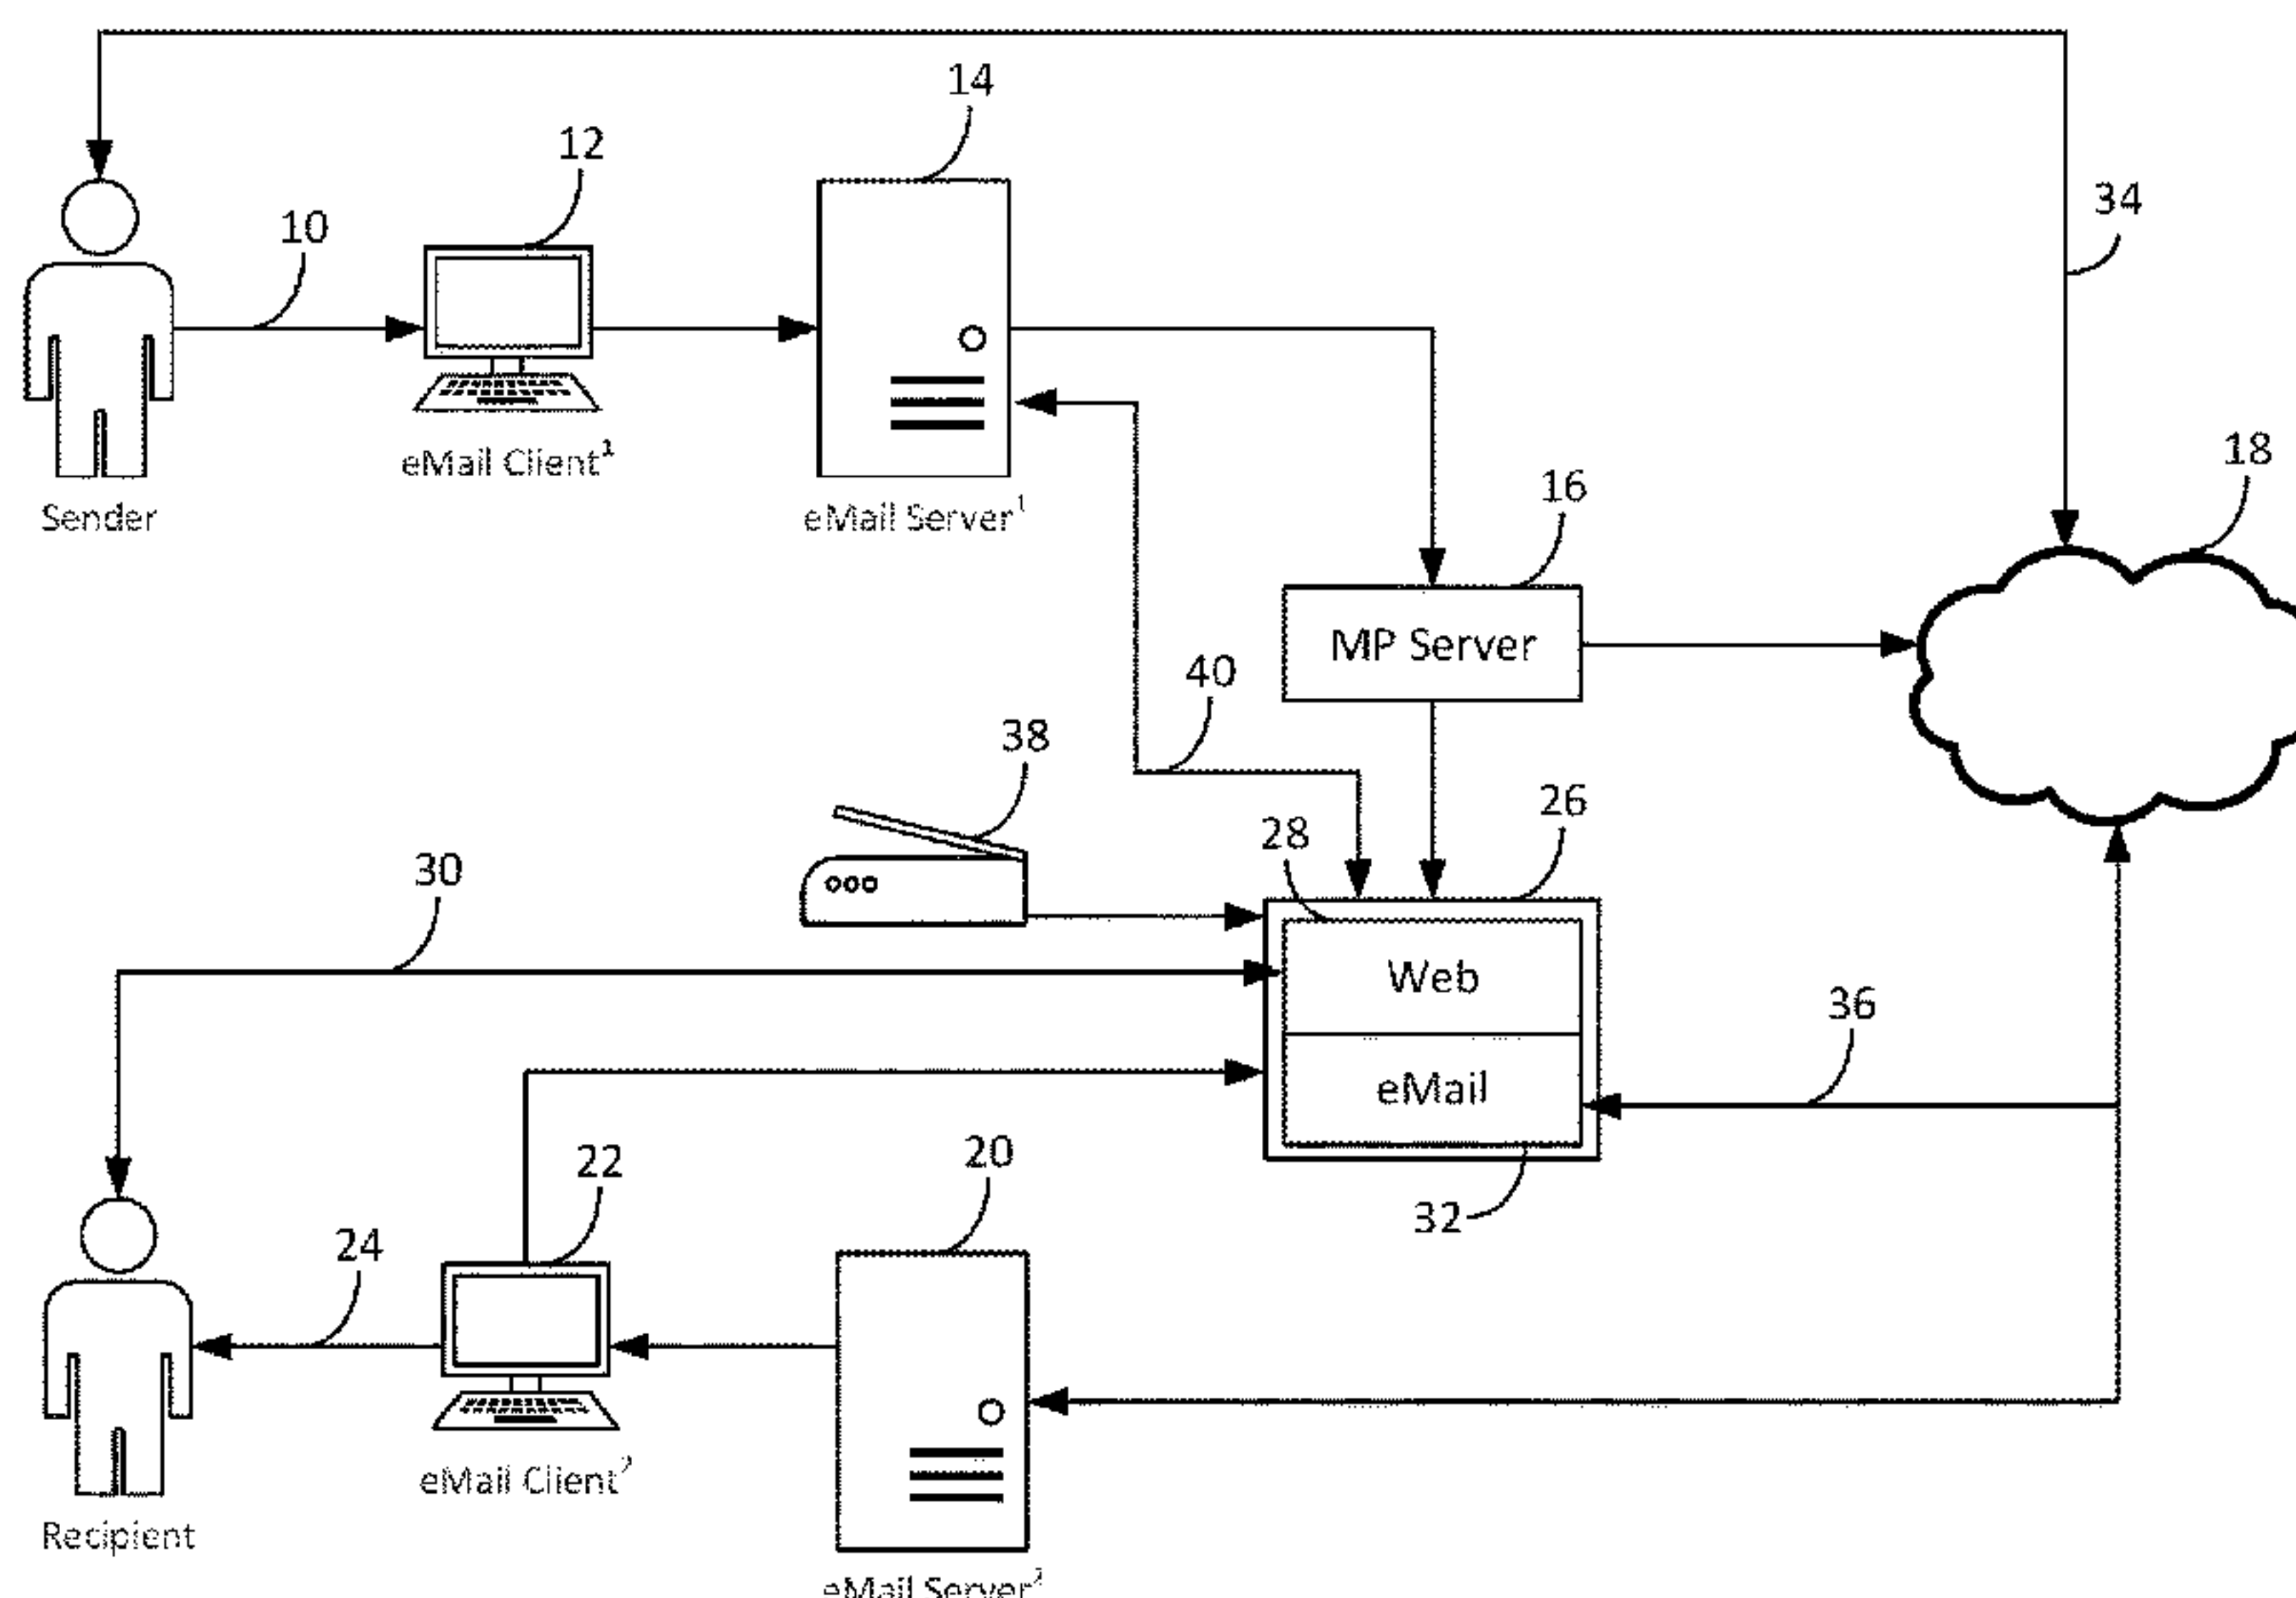 14
12
34
10
18
eMail Client¹
16
Sender
eMail Server¹
MP Server
40
38
26
28
30
Web
36
eMail
20
22
32
24
eMail Client²
Recipient
eMail Server²